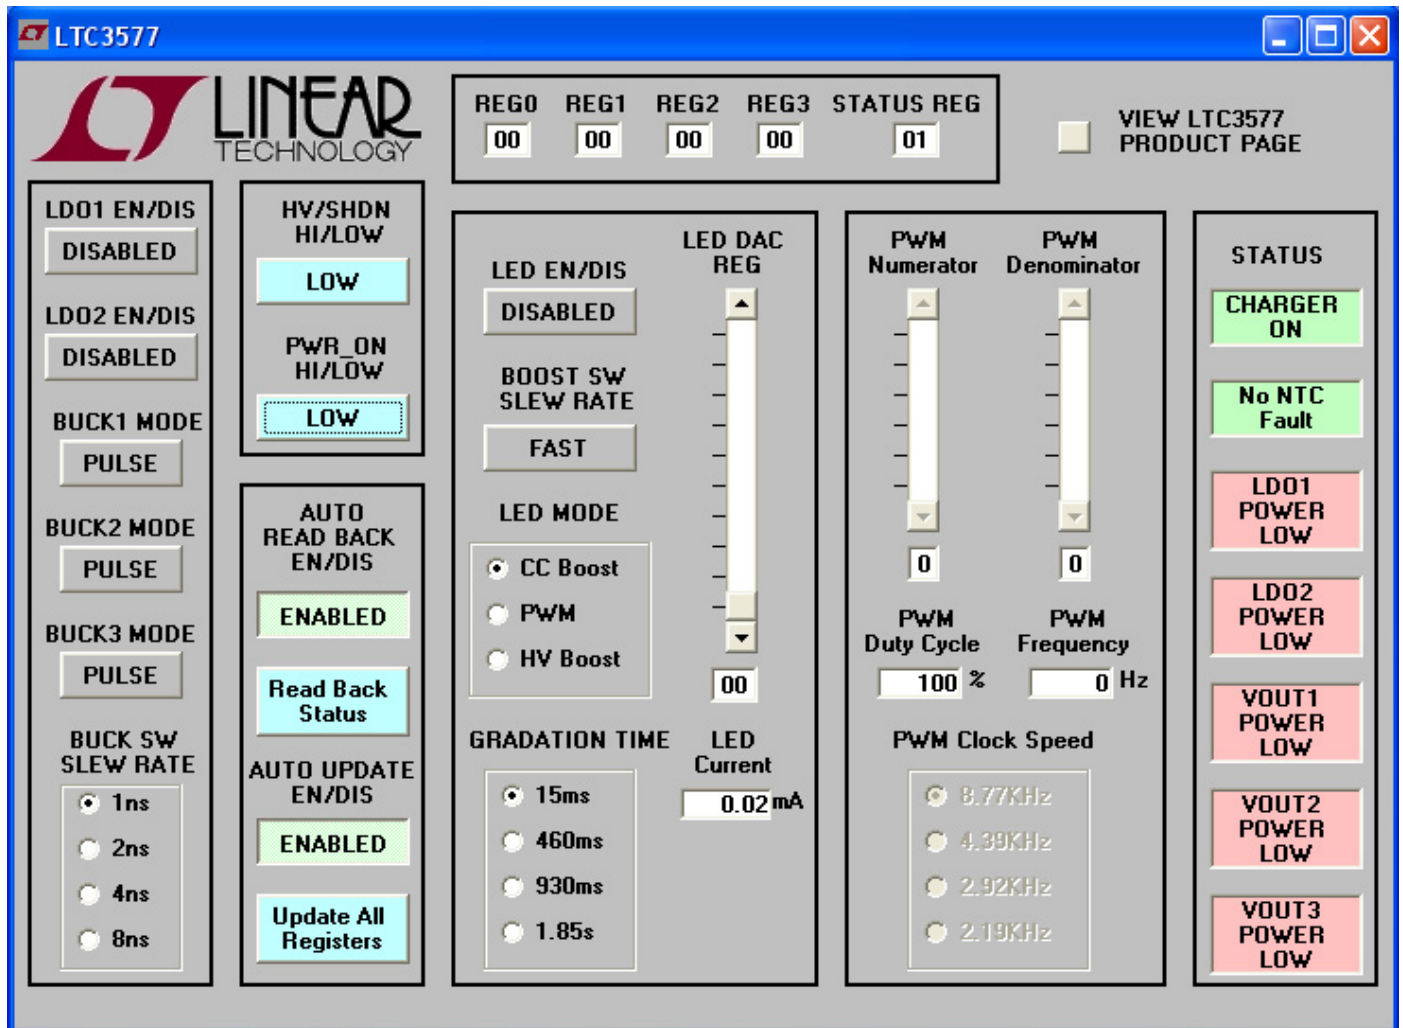 LTC3577
LINEAR
TECHNOLOGY
REG0 REG1 REG2 REG3 STATUS REG
00 00 00 00 01
VIEW LTC3577
PRODUCT PAGE
LDO1 EN/DIS
DISABLED
LDO2 EN/DIS
DISABLED
BUCK1 MODE
PULSE
BUCK2 MODE
PULSE
BUCK3 MODE
PULSE
BUCK SW
SLEW RATE
1ns
2ns
4ns
8ns
HV/SHDN
HI/LOW
LOW
PWR_ON
HI/LOW
LOW
AUTO
READ BACK
EN/DIS
ENABLED
Read Back
Status
AUTO UPDATE
EN/DIS
ENABLED
Update All
Registers
LED EN/DIS
DISABLED
BOOST SW
SLEW RATE
FAST
LED MODE
CC Boost
PWM
HV Boost
GRADATION TIME
15ms
460ms
930ms
1.85s
LED DAC
REG
00
LED
Current
0.02 mA
PWM
Numerator
0
PWM
Denominator
0
PWM
Duty Cycle
100 %
PWM
Frequency
0 Hz
PWM Clock Speed
8.77KHz
4.39KHz
2.92KHz
2.19KHz
STATUS
CHARGER
ON
No NTC
Fault
LDO1
POWER
LOW
LDO2
POWER
LOW
VOUT1
POWER
LOW
VOUT2
POWER
LOW
VOUT3
POWER
LOW